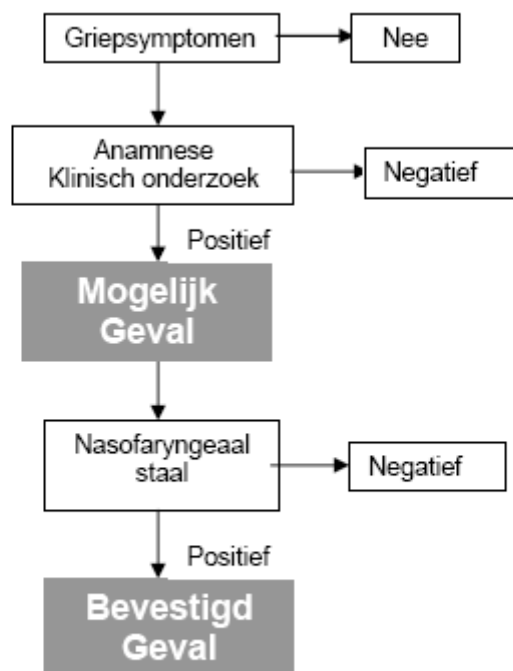 Griepsymptomen
Nee
Anamnese
Klinisch onderzoek
Negatief
Positief
Mogelijk
Geval
Nasofaryngeaal
staal
Negatief
Positief
Bevestigd
Geval